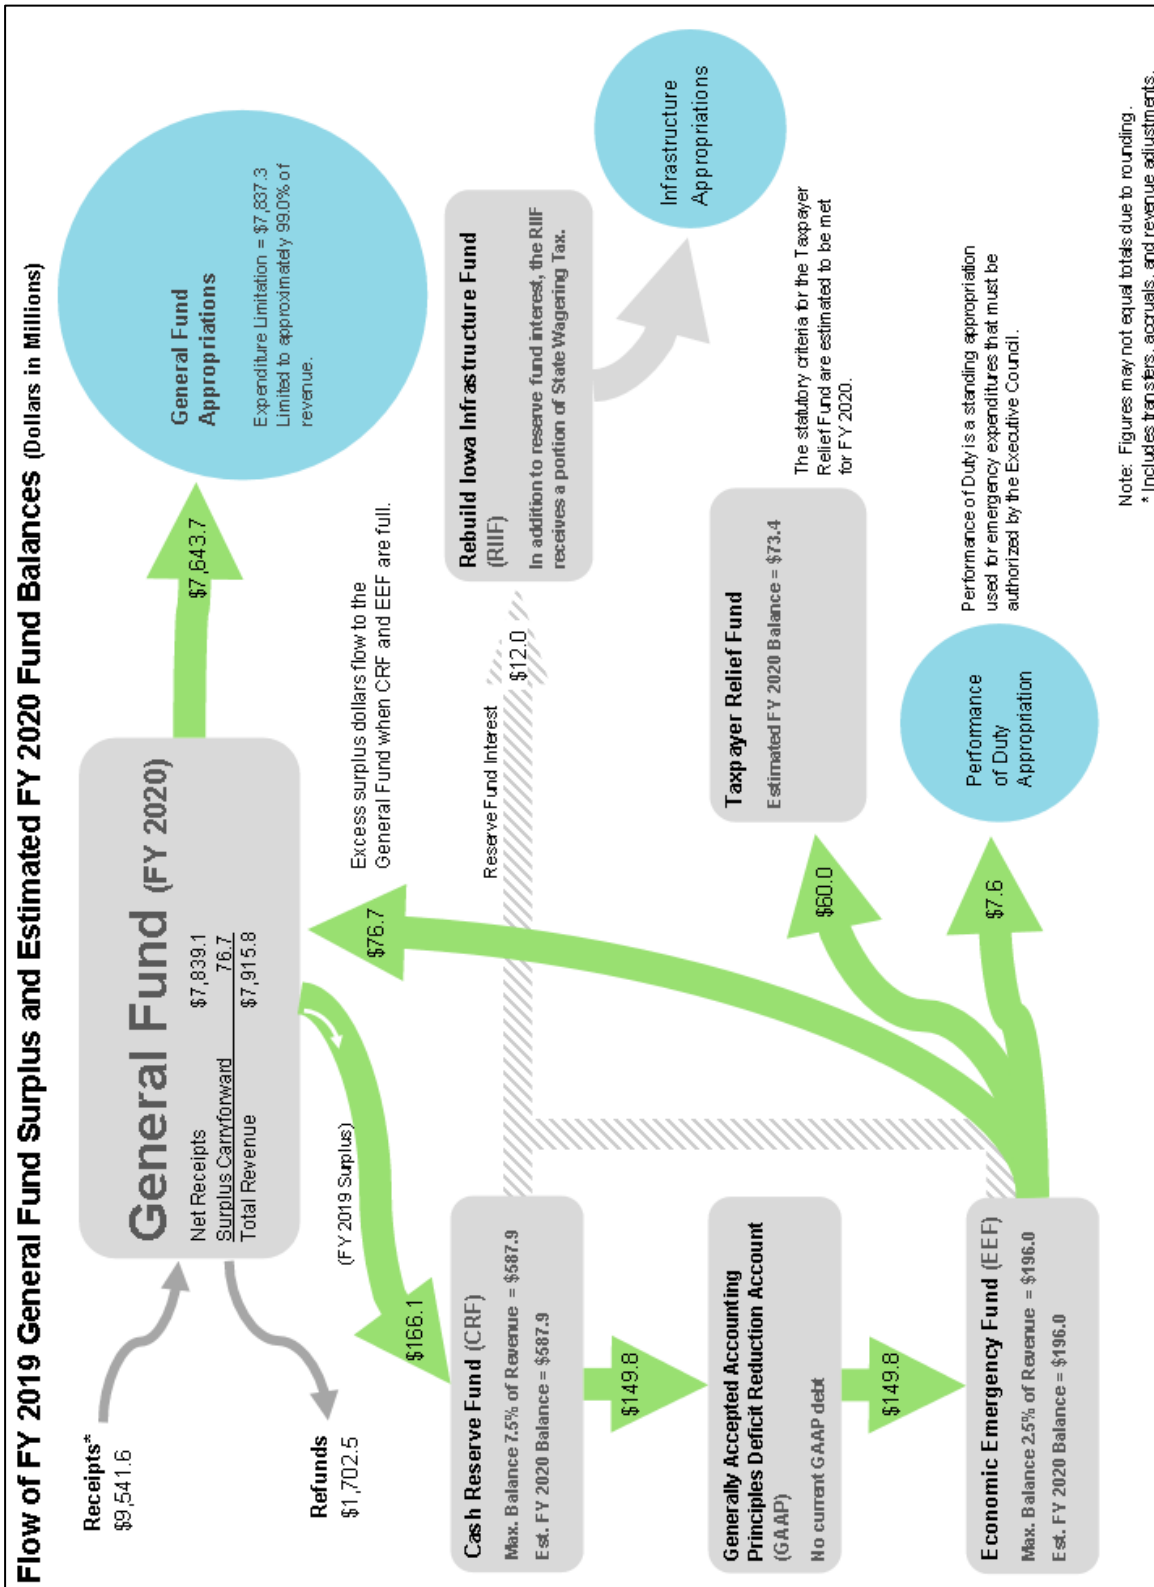 Flow of FY 2019 General Fund Surplus and Estimated FY 2020 Fund Balances (Dollars in Millions)
Receipts*
$9,541.6
Refunds
$1,702.5
General Fund (FY 2020)
Net Receipts $7,839.1
Surplus Carryforward 76.7
Total Revenue $7,915.8
$7,643.7
General Fund
Appropriations
Expenditure Limitation = $7,837.3
Limited to approximately 99.0% of
revenue.
(FY 2019 Surplus)
$166.1
$76.7
Excess surplus dollars flow to the
General Fund when CRF and EEF are full.
Cash Reserve Fund (CRF)
Max. Balance 7.5% of Revenue = $587.9
Est. FY 2020 Balance = $587.9
Reserve Fund Interest
$12.0
Rebuild Iowa Infrastructure Fund
(RIIF)
In addition to reserve fund interest, the RIIF
receives a portion of State Wagering Tax.
Infrastructure
Appropriations
$149.8
Generally Accepted Accounting
Principles Deficit Reduction Account
(GAAP)
No current GAAP debt
$149.8
Economic Emergency Fund (EEF)
Max. Balance 2.5% of Revenue = $196.0
Est. FY 2020 Balance = $196.0
$60.0
Taxpayer Relief Fund
Estimated FY 2020 Balance = $73.4
The statutory criteria for the Taxpayer
Relief Fund are estimated to be met
for FY 2020.
$7.6
Performance
of Duty
Appropriation
Performance of Duty is a standing appropriation
used for emergency expenditures that must be
authorized by the Executive Council.
Note: Figures may not equal totals due to rounding.
* Includes transfers, accruals, and revenue adjustments.